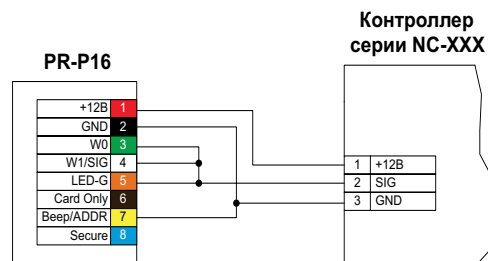 Контроллер
серии NC-XXX
PR-P16
+12В 1
GND 2
W0 3
W1/SIG 4
LED-G 5
Card Only 6
Beep/ADDR 7
Secure 8
1 +12В
2 SIG
3 GND